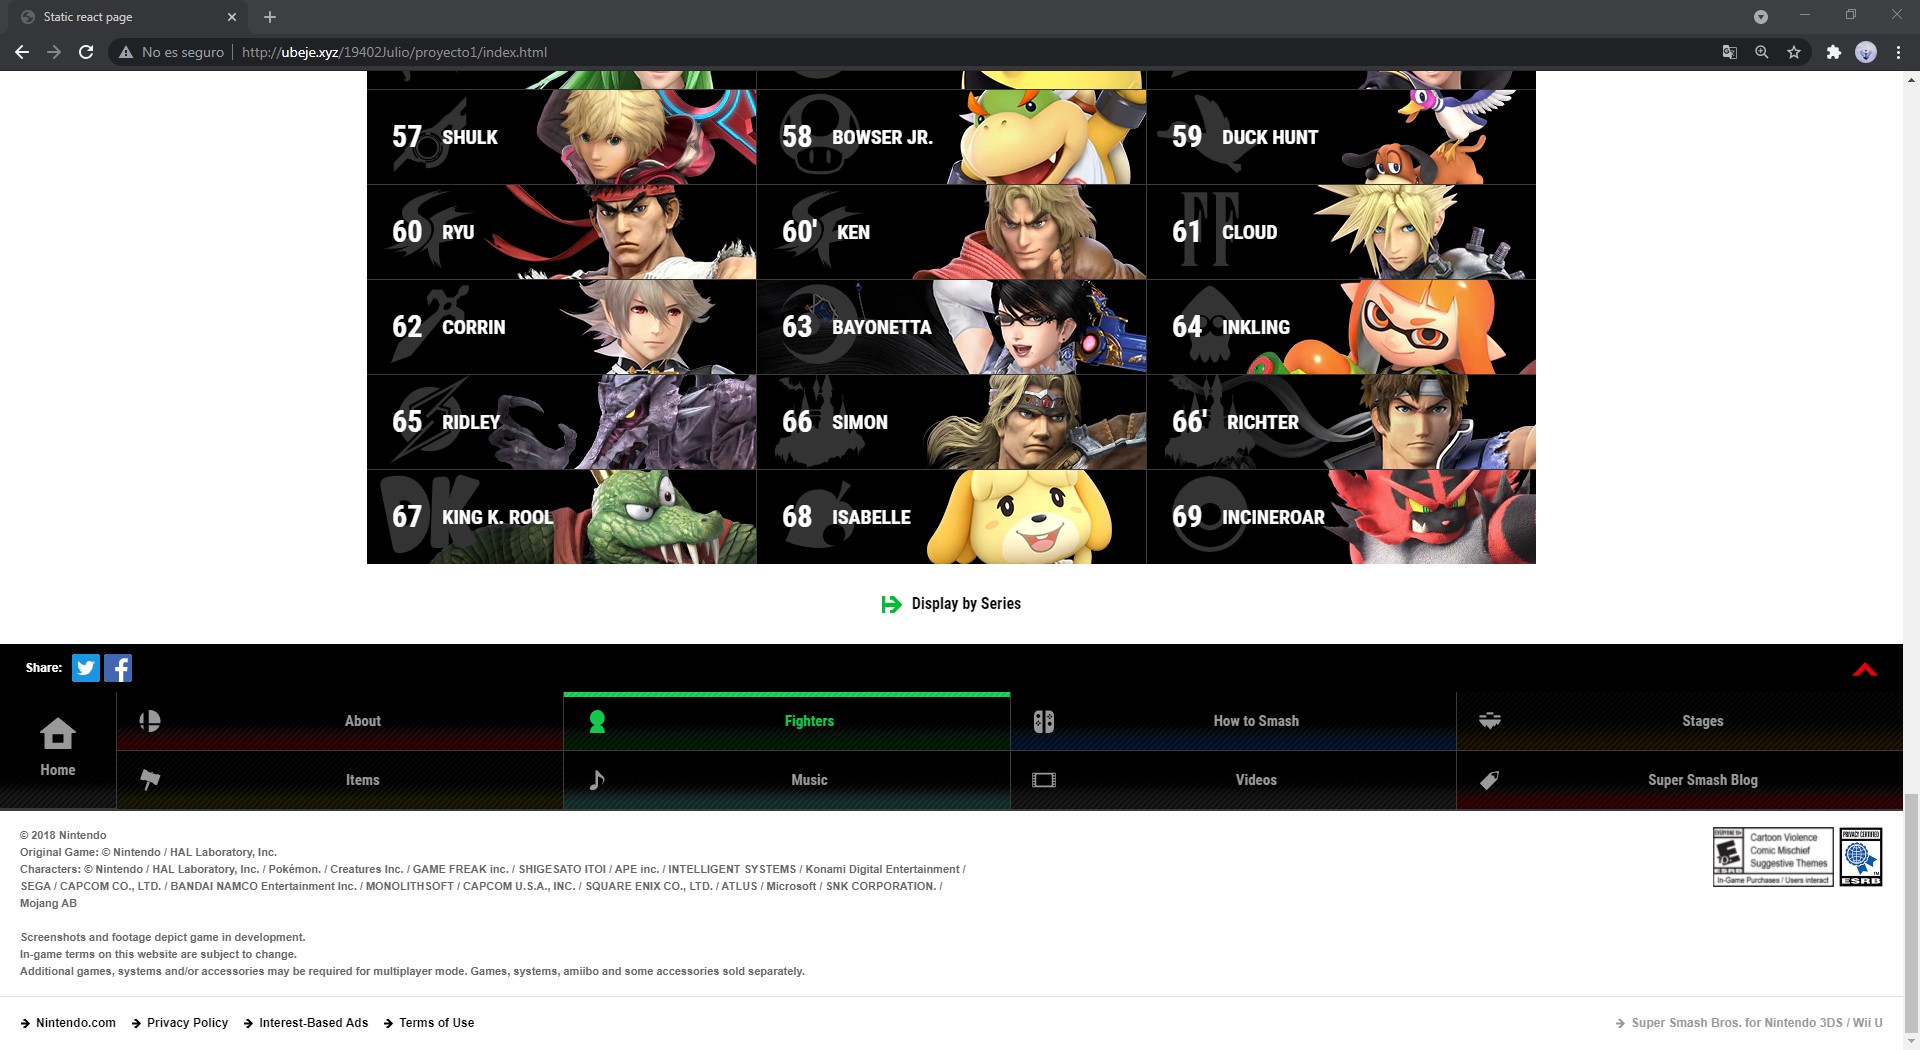 Static react page
No es seguro | http://ubeje.xyz/19402Julio/proyecto1/index.html
57 SHULK
58 BOWSER JR.
59 DUCK HUNT
60 RYU
60' KEN
61 CLOUD
62 CORRIN
63 BAYONETTA
64 INKLING
65 RIDLEY
66 SIMON
66' RICHTER
67 KING K. ROOL
68 ISABELLE
69 INCINEROAR
Display by Series
Share:
Home
About
Fighters
How to Smash
Stages
Items
Music
Videos
Super Smash Blog
© 2018 Nintendo
Original Game: © Nintendo / HAL Laboratory, Inc.
Characters: © Nintendo / HAL Laboratory, Inc. / Pokémon. / Creatures Inc. / GAME FREAK inc. / SHIGESATO ITOI / APE inc. / INTELLIGENT SYSTEMS / Konami Digital Entertainment /
SEGA / CAPCOM CO., LTD. / BANDAI NAMCO Entertainment Inc. / MONOLITHSOFT / CAPCOM U.S.A., INC. / SQUARE ENIX CO., LTD. / ATLUS / Microsoft / SNK CORPORATION. /
Mojang AB
Screenshots and footage depict game in development.
In-game terms on this website are subject to change.
Additional games, systems and/or accessories may be required for multiplayer mode. Games, systems, amiibo and some accessories sold separately.
EVERYONE 10+
E
10+
ESRB
Cartoon Violence
Comic Mischief
Suggestive Themes
In-Game Purchases / Users interact
PRIVACY CERTIFIED
ESRB
Nintendo.com
Privacy Policy
Interest-Based Ads
Terms of Use
Super Smash Bros. for Nintendo 3DS / Wii U